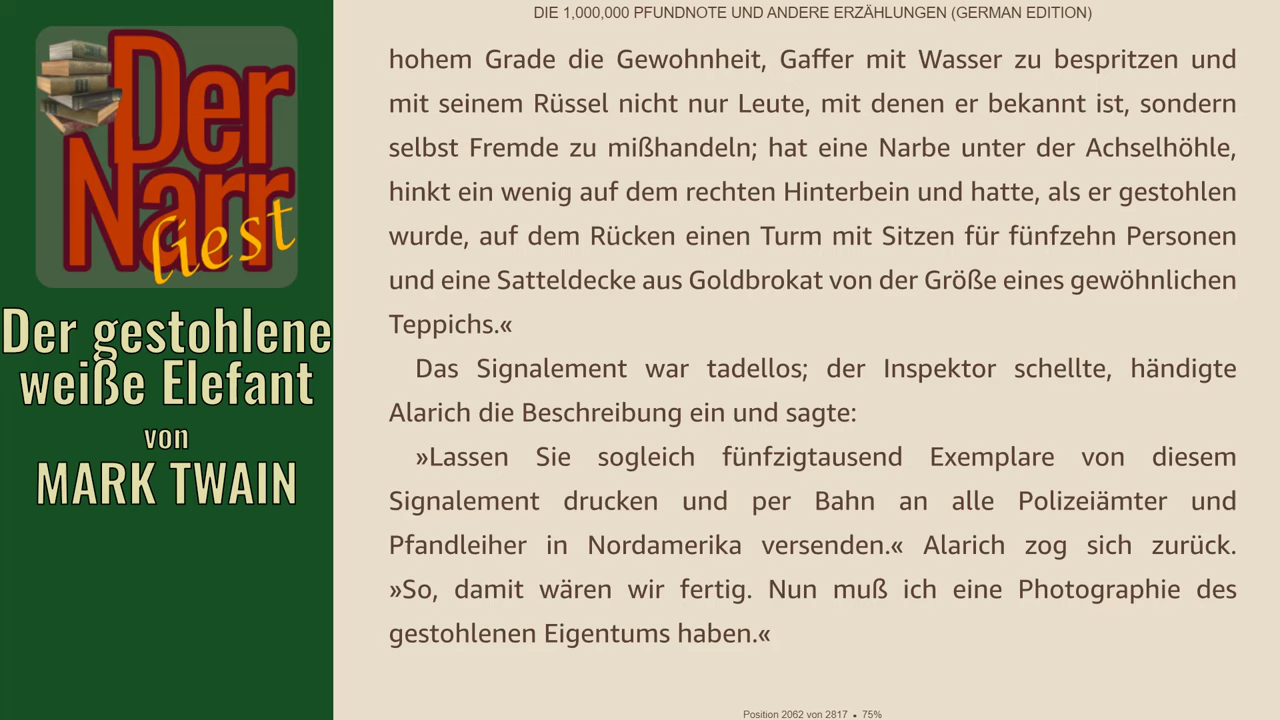 Der
Narr
liest
Der gestohlene
weiße Elefant
von
MARK TWAIN
DIE 1,000,000 PFUNDNOTE UND ANDERE ERZÄHLUNGEN (GERMAN EDITION)
hohem Grade die Gewohnheit, Gaffer mit Wasser zu bespritzen und
mit seinem Rüssel nicht nur Leute, mit denen er bekannt ist, sondern
selbst Fremde zu mißhandeln; hat eine Narbe unter der Achselhöhle,
hinkt ein wenig auf dem rechten Hinterbein und hatte, als er gestohlen
wurde, auf dem Rücken einen Turm mit Sitzen für fünfzehn Personen
und eine Satteldecke aus Goldbrokat von der Größe eines gewöhnlichen
Teppichs.«
Das Signalement war tadellos; der Inspektor schellte, händigte
Alarich die Beschreibung ein und sagte:
»Lassen Sie sogleich fünfzigtausend Exemplare von diesem
Signalement drucken und per Bahn an alle Polizeiämter und
Pfandleiher in Nordamerika versenden.« Alarich zog sich zurück.
»So, damit wären wir fertig. Nun muß ich eine Photographie des
gestohlenen Eigentums haben.«
Position 2062 von 2817 • 75%